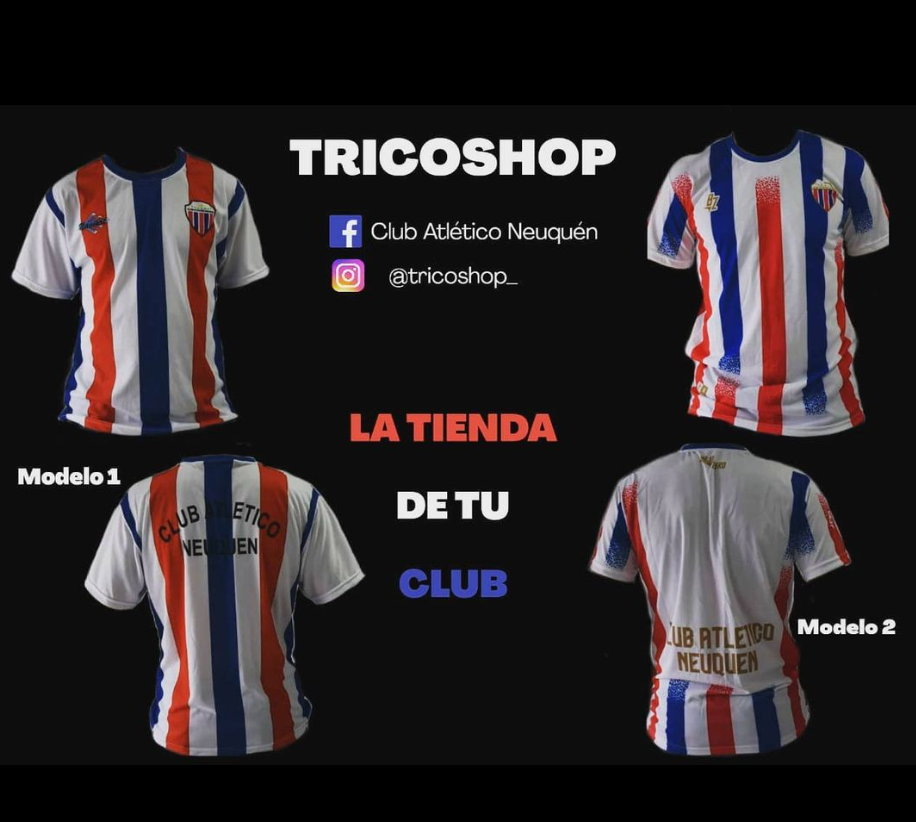 TRICOSHOP
Club Atlético Neuquén
@tricoshop_
LA TIENDA
DE TU
CLUB
Modelo 1
CLUB ATLETICO
NEUQUEN
Modelo 2
CLUB ATLETICO
NEUQUEN